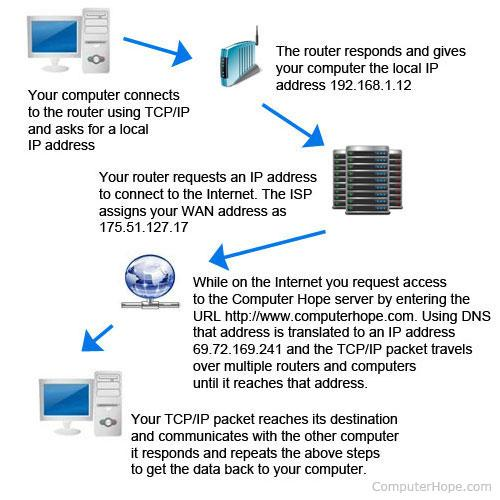 The router responds and gives
your computer the local IP
address 192.168.1.12
Your computer connects
to the router using TCP/IP
and asks for a local
IP address
Your router requests an IP address
to connect to the Internet. The ISP
assigns your WAN address as
175.51.127.17
While on the Internet you request access
to the Computer Hope server by entering the
URL http://www.computerhope.com. Using DNS
that address is translated to an IP address
69.72.169.241 and the TCP/IP packet travels
over multiple routers and computers
until it reaches that address.
Your TCP/IP packet reaches its destination
and communicates with the other computer
it responds and repeats the above steps
to get the data back to your computer.
ComputerHope.com